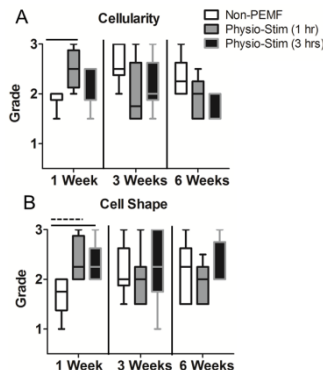 Non-PEMF
Physio-Stim (1 hr)
Physio-Stim (3 hrs)
A
Cellularity
Grade
3
2
1
1 Week
3 Weeks
6 Weeks
B
Cell Shape
Grade
3
2
1
1 Week
3 Weeks
6 Weeks